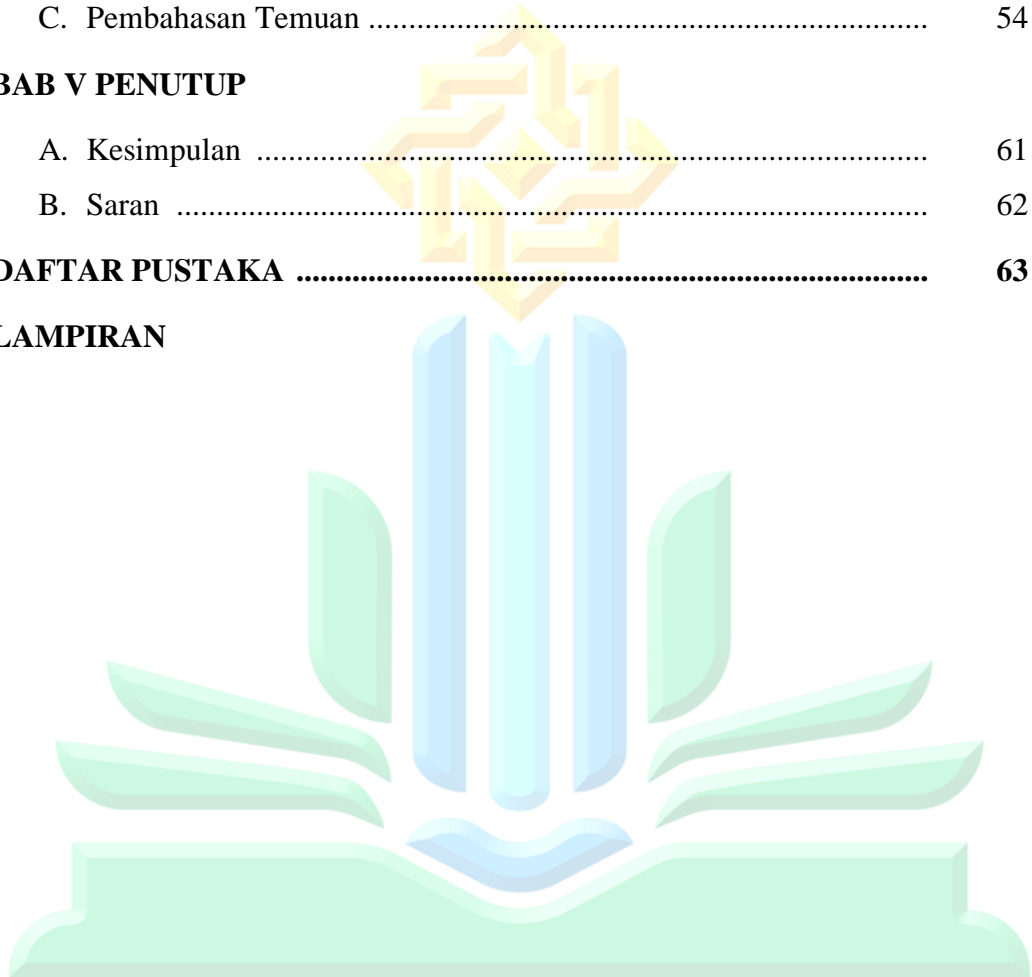 C. Pembahasan Temuan ........................................................................ 54
BAB V PENUTUP
A. Kesimpulan ..................................................................................... 61
B. Saran ............................................................................................... 62
DAFTAR PUSTAKA ................................................................................ 63
LAMPIRAN